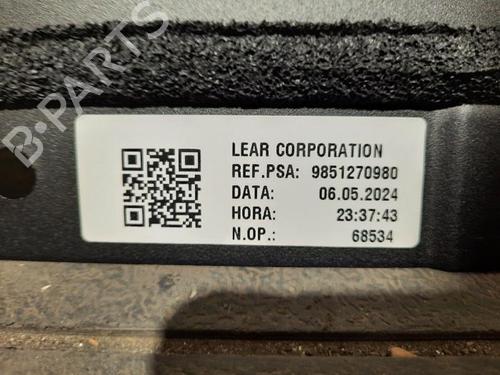 B-PARTS
LEAR CORPORATION
REF.PSA: 9851270980
DATA: 06.05.2024
HORA: 23:37:43
N.OP.: 68534